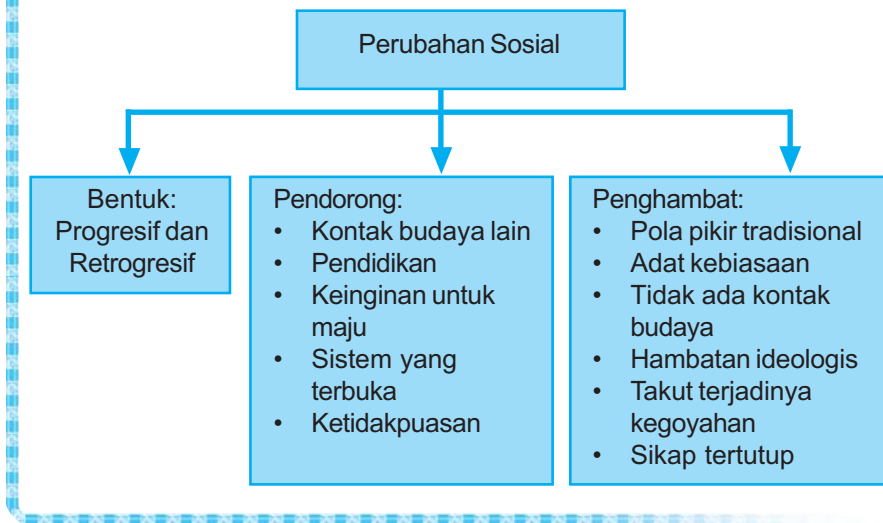 Perubahan Sosial
Bentuk:
Progresif dan
Retrogresif
Pendorong:
• Kontak budaya lain
• Pendidikan
• Keinginan untuk
maju
• Sistem yang
terbuka
• Ketidakpuasan
Penghambat:
• Pola pikir tradisional
• Adat kebiasaan
• Tidak ada kontak
budaya
• Hambatan ideologis
• Takut terjadinya
kegoyahan
• Sikap tertutup